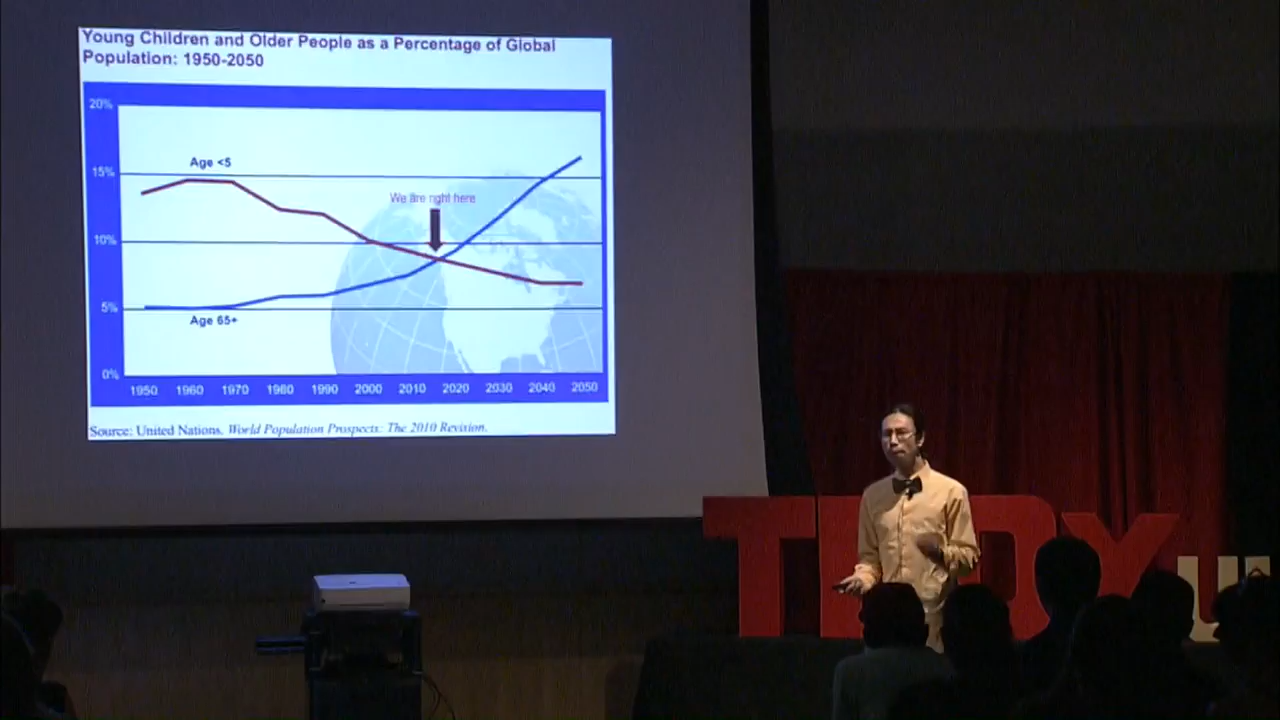 Young Children and Older People as a Percentage of Global
Population: 1950-2050
20%
Age <5
15%
We are right here
10%
5%
Age 65+
0%
1950 1960 1970 1980 1990 2000 2010 2020 2030 2040 2050
Source: United Nations, World Population Prospects: The 2010 Revision.
TEDx